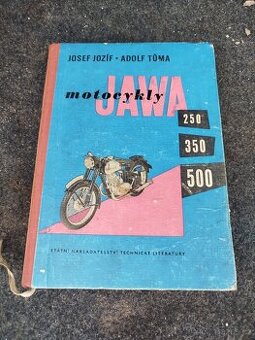 JOSEF JOZÍF • ADOLF TŮMA
motocykly
JAWA
250
350
500
STÁTNÍ NAKLADATELSTVÍ TECHNICKÉ LITERATURY